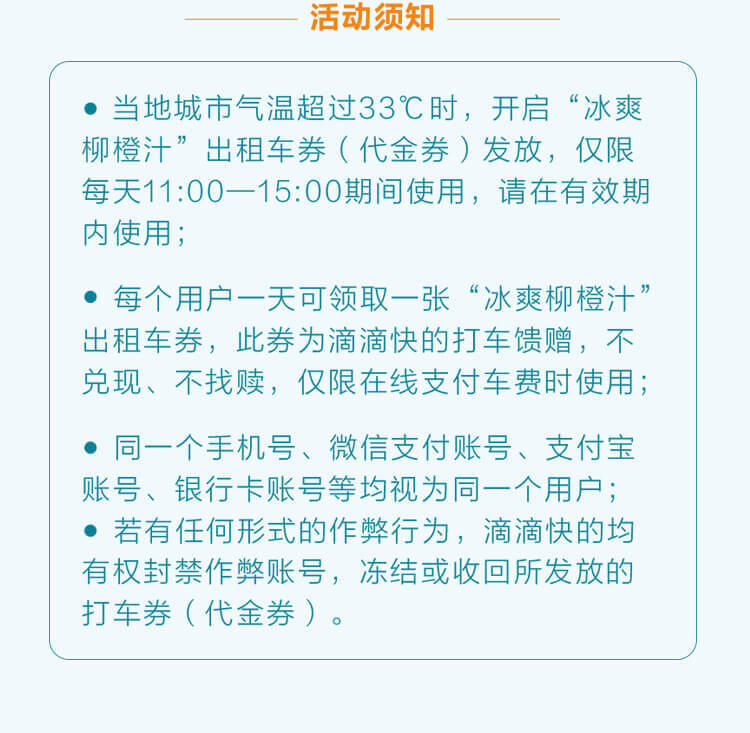 活动须知
● 当地城市气温超过33℃时，开启“冰爽
柳橙汁”出租车券（代金券）发放，仅限
每天11:00—15:00期间使用，请在有效期
内使用；
● 每个用户一天可领取一张“冰爽柳橙汁”
出租车券，此券为滴滴快的打车馈赠，不
兑现、不找赎，仅限在线支付车费时使用；
● 同一个手机号、微信支付账号、支付宝
账号、银行卡账号等均视为同一个用户；
● 若有任何形式的作弊行为，滴滴快的均
有权封禁作弊账号，冻结或收回所发放的
打车券（代金券）。